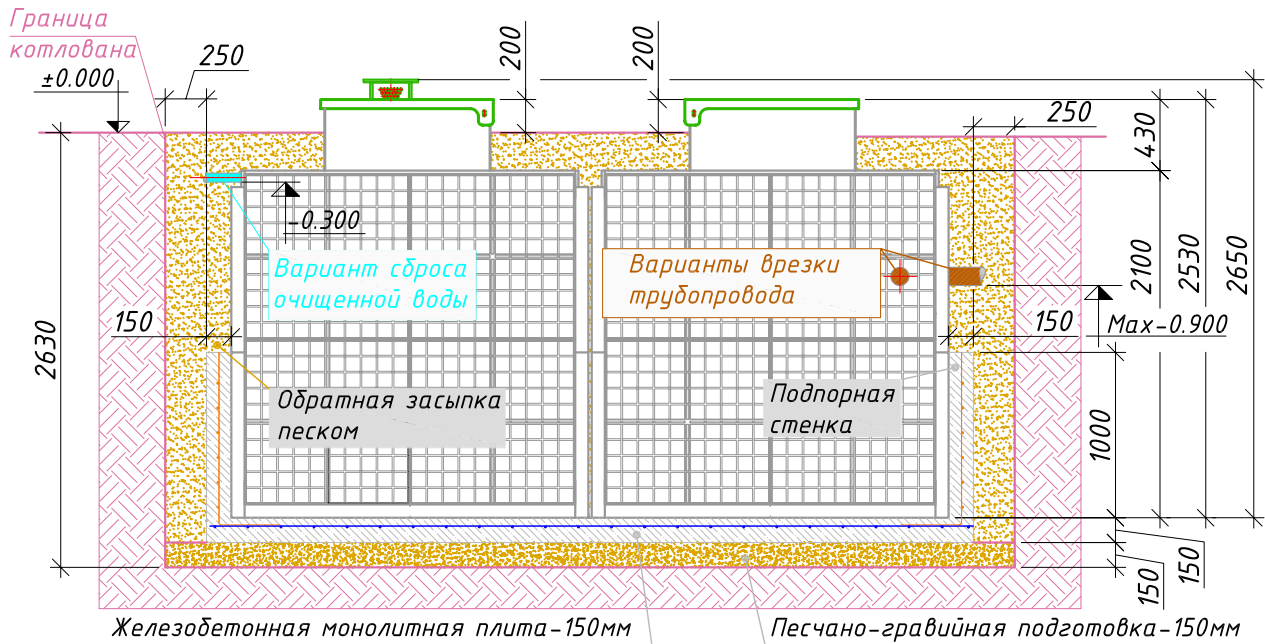 Граница
котлована
±0.000
250
200
200
250
430
-0.300
Вариант сброса
очищенной воды
Варианты врезки
трубопровода
2100
2530
2650
150
150
Max-0.900
2630
Обратная засыпка
песком
Подпорная
стенка
1000
150
150
Железобетонная монолитная плита-150мм
Песчано-гравийная подготовка-150мм